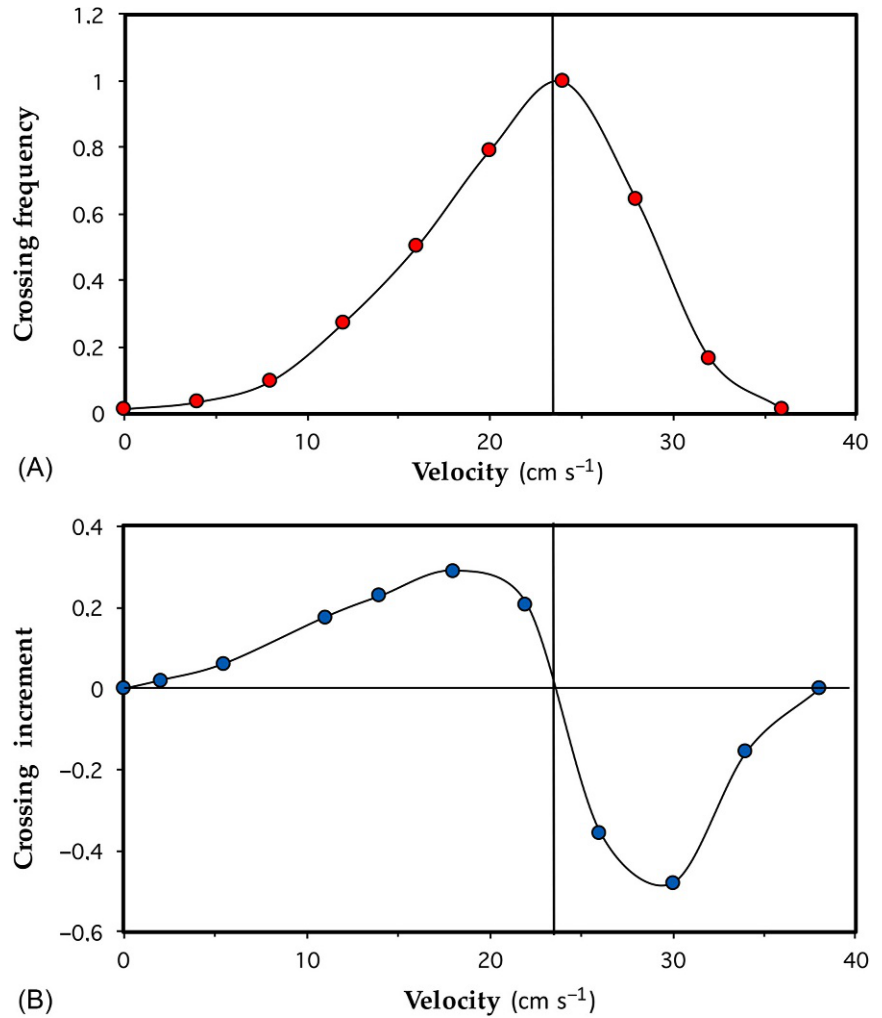 1.2
1
0.8
0.6
0.4
0.2
0
Crossing frequency
0 10 20 30 40
(A)
Velocity (cm s⁻¹)
0.4
0.2
0
−0.2
−0.4
−0.6
Crossing increment
0 10 20 30 40
(B)
Velocity (cm s⁻¹)